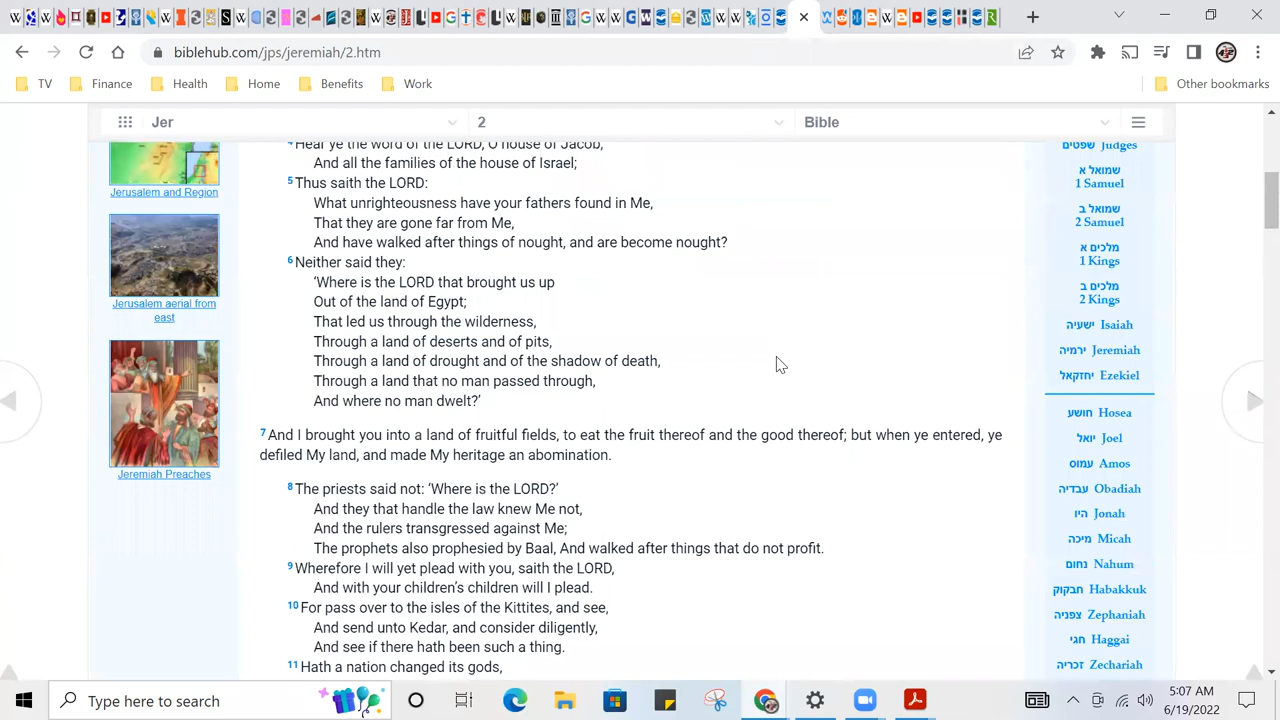 biblehub.com/jps/jeremiah/2.htm
TV
Finance
Health
Home
Benefits
Work
Other bookmarks
Jer
2
Bible
Jerusalem and Region
Jerusalem aerial from
east
Jeremiah Preaches
4 Hear ye the word of the LORD, O house of Jacob,
And all the families of the house of Israel;
5 Thus saith the LORD:
What unrighteousness have your fathers found in Me,
That they are gone far from Me,
And have walked after things of nought, and are become nought?
6 Neither said they:
‘Where is the LORD that brought us up
Out of the land of Egypt;
That led us through the wilderness,
Through a land of deserts and of pits,
Through a land of drought and of the shadow of death,
Through a land that no man passed through,
And where no man dwelt?’
7 And I brought you into a land of fruitful fields, to eat the fruit thereof and the good thereof; but when ye entered, ye
defiled My land, and made My heritage an abomination.
8 The priests said not: ‘Where is the LORD?’
And they that handle the law knew Me not,
And the rulers transgressed against Me;
The prophets also prophesied by Baal, And walked after things that do not profit.
9 Wherefore I will yet plead with you, saith the LORD,
And with your children’s children will I plead.
10 For pass over to the isles of the Kittites, and see,
And send unto Kedar, and consider diligently,
And see if there hath been such a thing.
11 Hath a nation changed its gods,
שפטים Judges
שמואל א
1 Samuel
שמואל ב
2 Samuel
מלכים א
1 Kings
מלכים ב
2 Kings
ישעיה Isaiah
ירמיה Jeremiah
יחזקאל Ezekiel
הושע Hosea
יואל Joel
עמוס Amos
עבדיה Obadiah
היו Jonah
מיכה Micah
נחום Nahum
חבקוק Habakkuk
צפניה Zephaniah
חגי Haggai
זכריה Zechariah
Type here to search
5:07 AM
6/19/2022